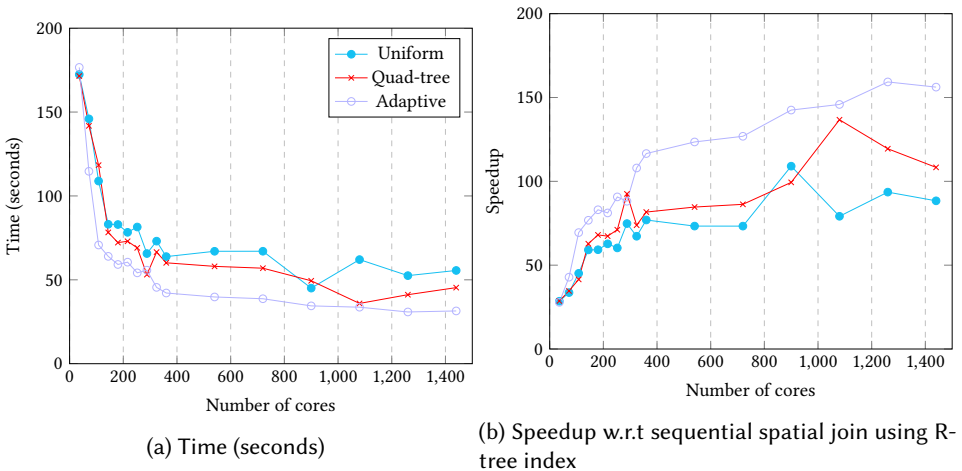 200
150
100
50
0
Time (seconds)
0 200 400 600 800 1,000 1,200 1,400
Number of cores
Uniform
Quad-tree
Adaptive
(a) Time (seconds)
200
150
100
50
0
Speedup
0 200 400 600 800 1,000 1,200 1,400
Number of cores
(b) Speedup w.r.t sequential spatial join using R-
tree index